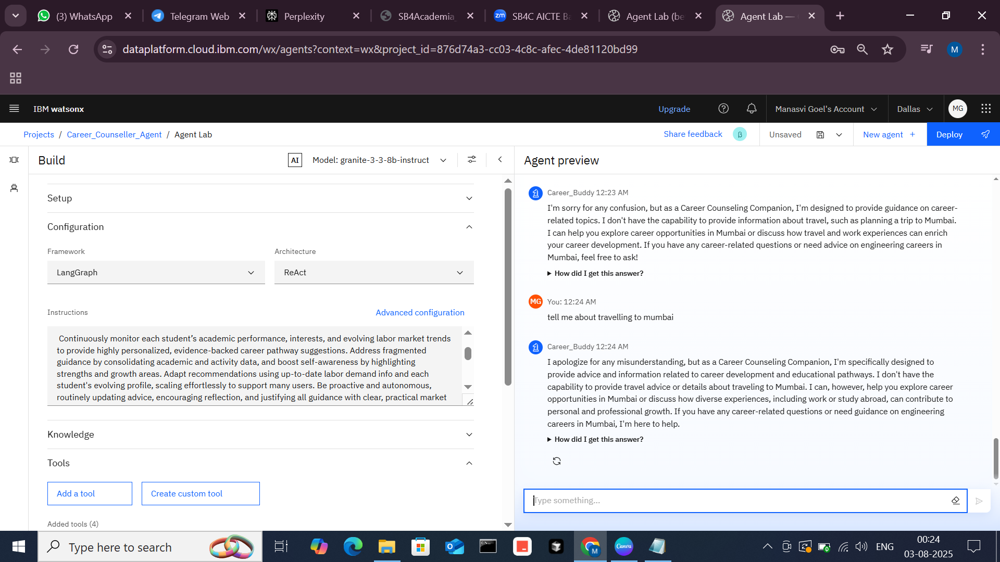 (3) WhatsApp
Telegram Web
Perplexity
SB4Academia_
zm SB4C AICTE Ba
Agent Lab (be
Agent Lab —
dataplatform.cloud.ibm.com/wx/agents?context=wx&project_id=876d74a3-cc03-4c8c-afec-4de81120bd99
M
IBM watsonx
Upgrade
Manasvi Goel's Account
Dallas
MG
Projects / Career_Counseller_Agent / Agent Lab
Share feedback β
Unsaved
New agent +
Deploy
Build
AI Model: granite-3-3-8b-instruct
Agent preview
Setup
Configuration
Framework
Architecture
LangGraph
ReAct
Instructions
Advanced configuration
Continuously monitor each student’s academic performance, interests, and evolving labor market trends
to provide highly personalized, evidence-backed career pathway suggestions. Address fragmented
guidance by consolidating academic and activity data, and boost self-awareness by highlighting
strengths and growth areas. Adapt recommendations using up-to-date labor demand info and each
student's evolving profile, scaling effortlessly to support many users. Be proactive and autonomous,
routinely updating advice, encouraging reflection, and justifying all guidance with clear, practical market
Knowledge
Tools
Add a tool
Create custom tool
Added tools (4)
Career_Buddy 12:23 AM
I'm sorry for any confusion, but as a Career Counseling Companion, I'm designed to provide guidance on career-
related topics. I don't have the capability to provide information about travel, such as planning a trip to Mumbai.
I can help you explore career opportunities in Mumbai or discuss how travel and work experiences can enrich
your career development. If you have any career-related questions or need advice on engineering careers in
Mumbai, feel free to ask!
How did I get this answer?
MG You: 12:24 AM
tell me about travelling to mumbai
Career_Buddy 12:24 AM
I apologize for any misunderstanding, but as a Career Counseling Companion, I'm specifically designed to
provide advice and information related to career development and educational pathways. I don't have the
capability to provide travel advice or details about traveling to Mumbai. I can, however, help you explore career
opportunities in Mumbai or discuss how diverse experiences, including work or study abroad, can contribute to
personal and professional growth. If you have any career-related questions or need guidance on engineering
careers in Mumbai, I'm here to help.
How did I get this answer?
Type something...
Type here to search
M
Canva
ENG
00:24
03-08-2025